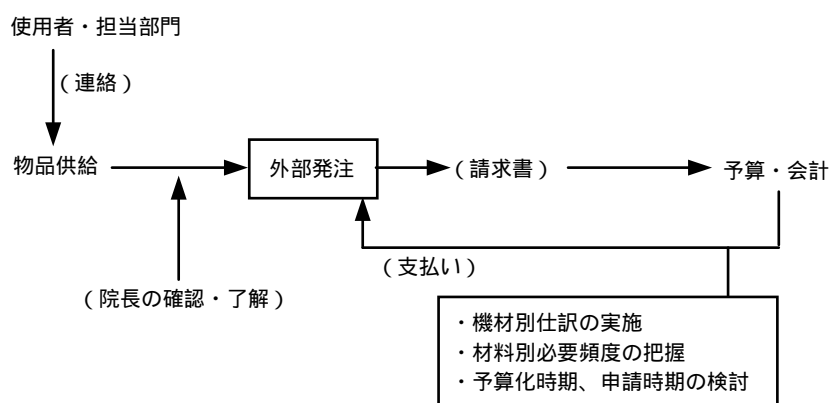 使用者・担当部門
(連絡)
物品供給
外部発注
(請求書)
予算・会計
(支払い)
(院長の確認・了解)
・機材別仕訳の実施
・材料別必要頻度の把握
・予算化時期、申請時期の検討